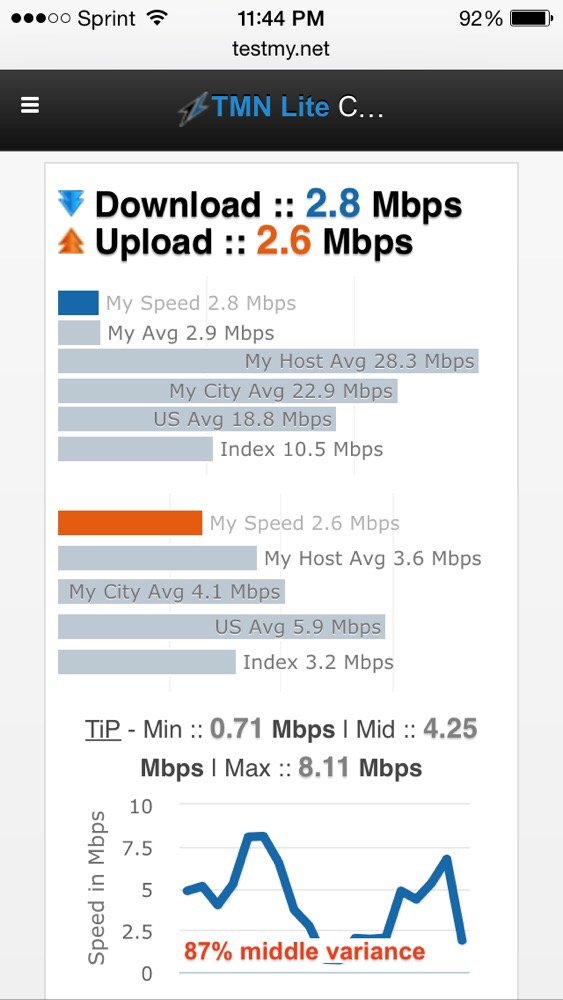 Sprint 11:44 PM 92%
testmy.net
TMN Lite C...
Download :: 2.8 Mbps
Upload :: 2.6 Mbps
My Speed 2.8 Mbps
My Avg 2.9 Mbps
My Host Avg 28.3 Mbps
My City Avg 22.9 Mbps
US Avg 18.8 Mbps
Index 10.5 Mbps
My Speed 2.6 Mbps
My Host Avg 3.6 Mbps
My City Avg 4.1 Mbps
US Avg 5.9 Mbps
Index 3.2 Mbps
TiP - Min :: 0.71 Mbps l Mid :: 4.25
Mbps l Max :: 8.11 Mbps
Speed in Mbps
10
7.5
5
2.5
0
87% middle variance